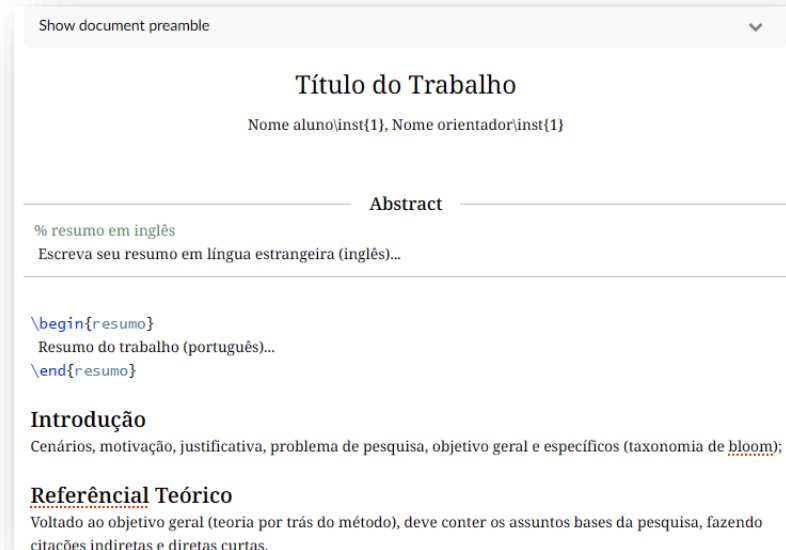 Show document preamble
Título do Trabalho
Nome aluno\inst{1}, Nome orientador\inst{1}
Abstract
% resumo em inglês
Escreva seu resumo em língua estrangeira (inglês)...
\begin{resumo}
Resumo do trabalho (português)...
\end{resumo}
Introdução
Cenários, motivação, justificativa, problema de pesquisa, objetivo geral e específicos (taxonomia de bloom);
Referêncial Teórico
Voltado ao objetivo geral (teoria por trás do método), deve conter os assuntos bases da pesquisa, fazendo
citações indiretas e diretas curtas.